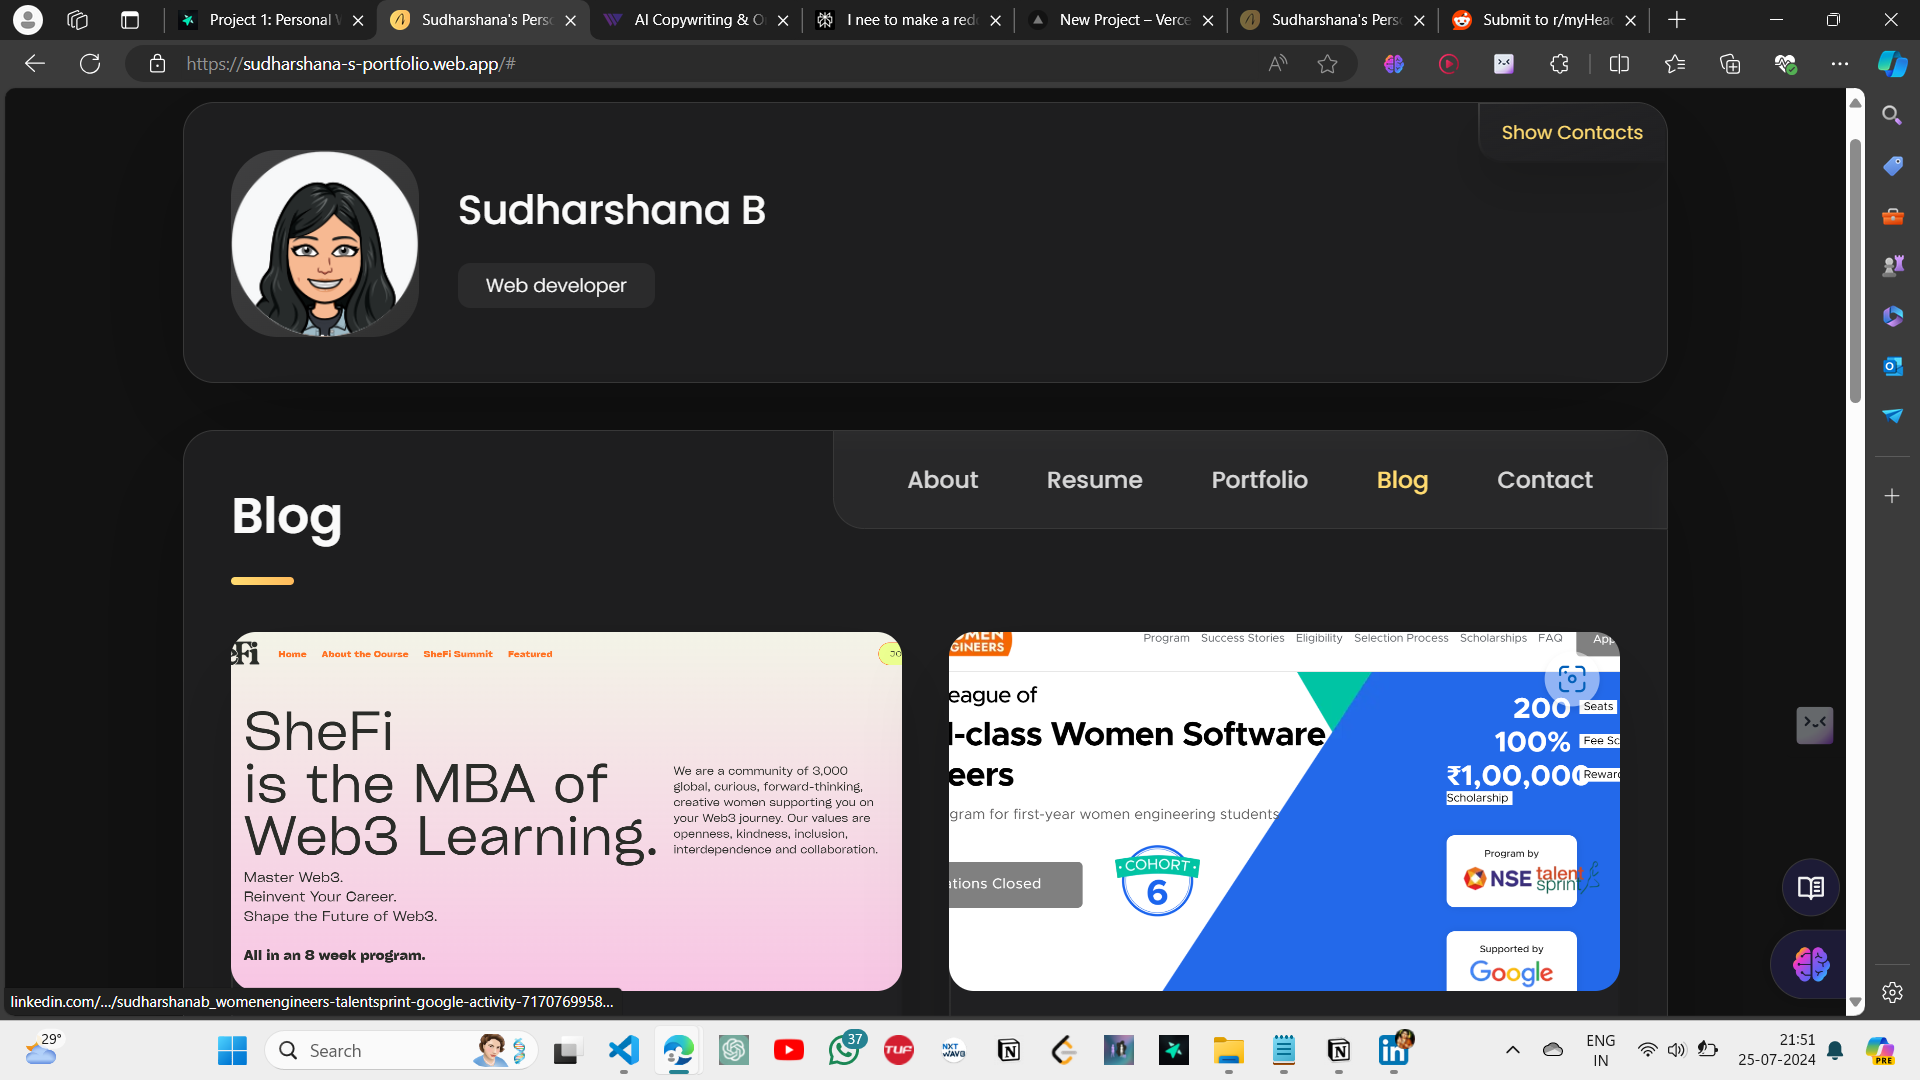 Project 1: Personal W
Sudharshana's Perso
AI Copywriting & O
I nee to make a red
New Project – Verce
Sudharshana's Perso
Submit to r/myHea
https://sudharshana-s-portfolio.web.app/#
Show Contacts
Sudharshana B
Web developer
About Resume Portfolio Blog Contact
Blog
eFi Home About the Course SheFi Summit Featured JO
SheFi
is the MBA of
Web3 Learning.
We are a community of 3,000
global, curious, forward-thinking,
creative women supporting you on
your Web3 journey. Our values are
openness, kindness, inclusion,
interdependence and collaboration.
Master Web3.
Reinvent Your Career.
Shape the Future of Web3.
All in an 8 week program.
MEN
GINEERS
Program Success Stories Eligibility Selection Process Scholarships FAQ App
eague of
l-class Women Software
eers
gram for first-year women engineering students
ations Closed
COHORT
6
200 Seats
100% Fee Sc
₹1,00,000 Reward
Scholarship
Program by
NSE talent
sprint
Supported by
Google
linkedin.com/.../sudharshanab_womenengineers-talentsprint-google-activity-7170769958...
29°
Search
37
TUF
NXT
WAVE
ENG
IN
21:51
25-07-2024
PRE